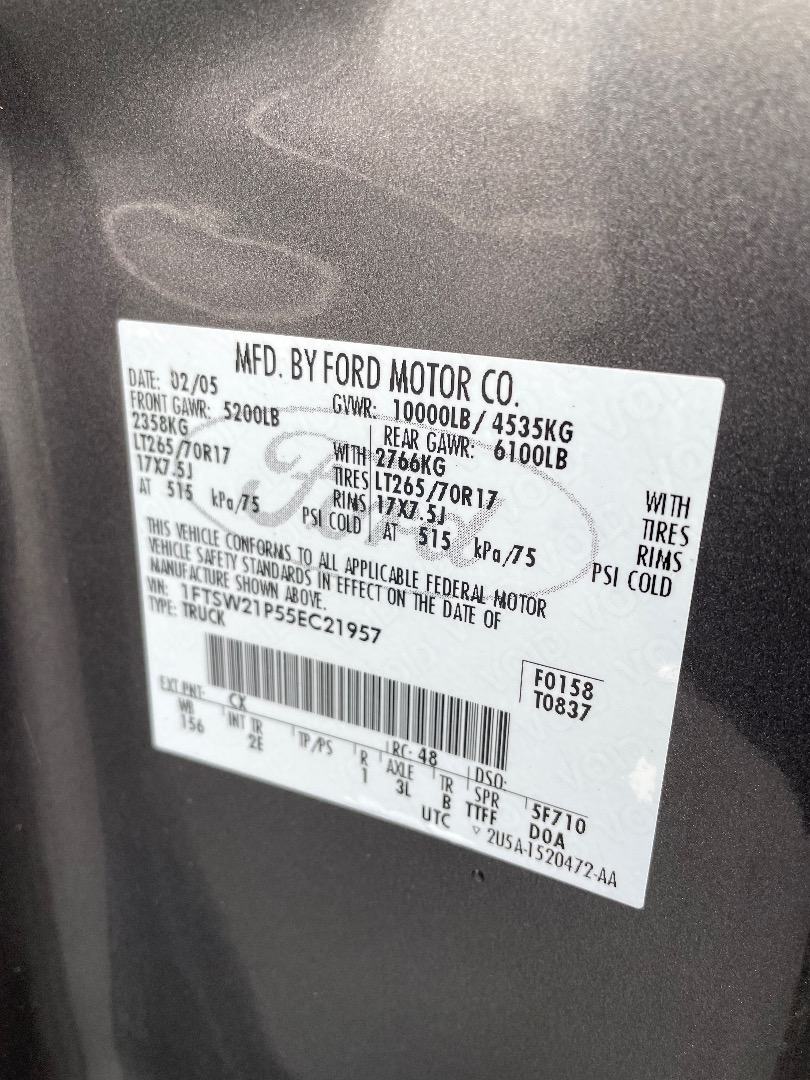 MFD. BY FORD MOTOR CO.
DATE: 02/05 GVWR: 10000LB/ 4535KG
FRONT GAWR: 5200LB REAR GAWR: 6100LB
2358KG WITH 2766KG WITH
LT265/70R17 TIRES LT265/70R17 TIRES
17X7.5J RIMS 17X7.5J RIMS
AT 515 kPa/75 PSI COLD AT 515 kPa/75 PSI COLD
THIS VEHICLE CONFORMS TO ALL APPLICABLE FEDERAL MOTOR
VEHICLE SAFETY STANDARDS IN EFFECT ON THE DATE OF
MANUFACTURE SHOWN ABOVE.
VIN: 1FTSW21P55EC21957
TYPE: TRUCK
F0158
T0837
EXT PNT: CX RC: 48 DSO:
WB INT TR TP/PS R AXLE TR SPR 5F710
156 2E 1 3L B TTFF DOA
UTC ▽ 2U5A-1520472-AA
Ford
VOID